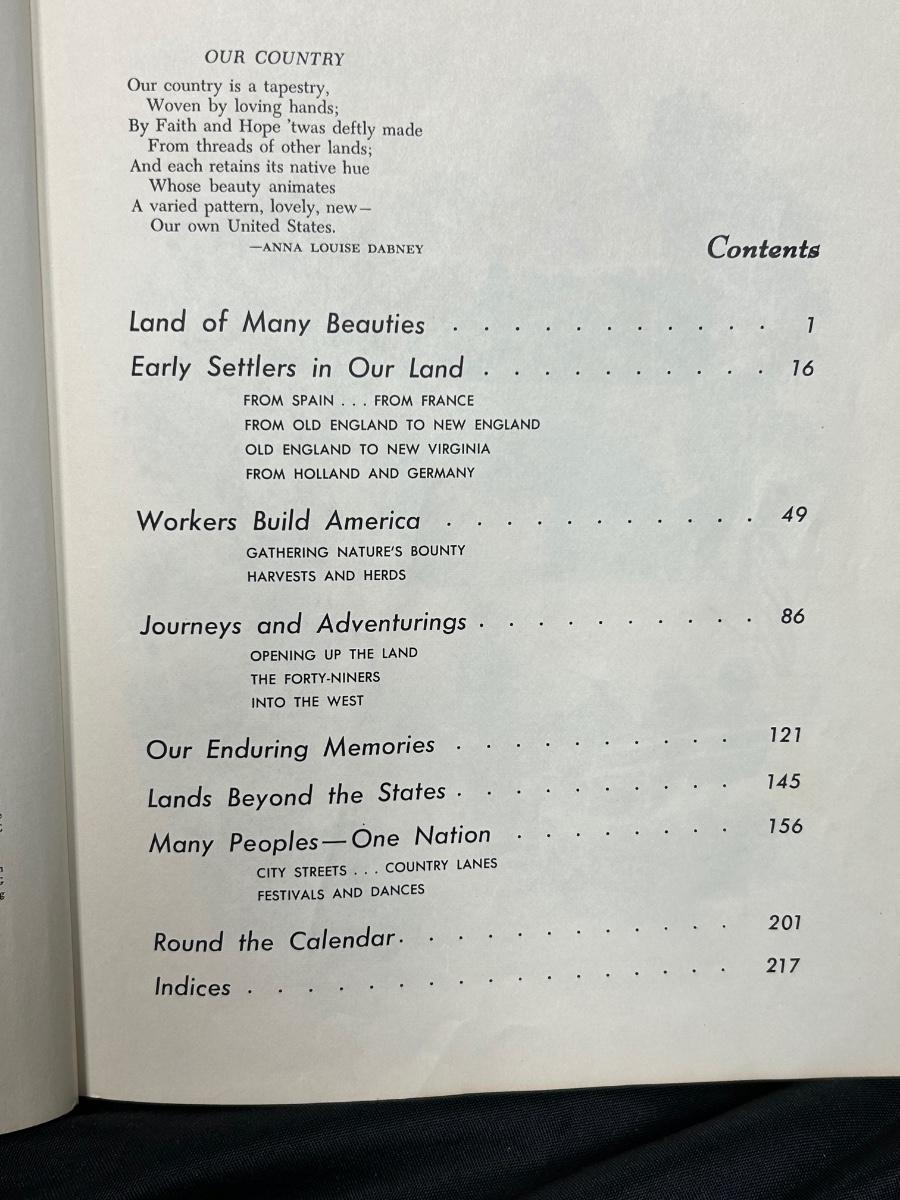 OUR COUNTRY
Our country is a tapestry,
Woven by loving hands;
By Faith and Hope 'twas deftly made
From threads of other lands;
And each retains its native hue
Whose beauty animates
A varied pattern, lovely, new—
Our own United States.
—ANNA LOUISE DABNEY
Contents
Land of Many Beauties . . . . . . . . . . . 1
Early Settlers in Our Land . . . . . . . . . . 16
FROM SPAIN . . . FROM FRANCE
FROM OLD ENGLAND TO NEW ENGLAND
OLD ENGLAND TO NEW VIRGINIA
FROM HOLLAND AND GERMANY
Workers Build America . . . . . . . . . . . 49
GATHERING NATURE'S BOUNTY
HARVESTS AND HERDS
Journeys and Adventurings . . . . . . . . . . 86
OPENING UP THE LAND
THE FORTY-NINERS
INTO THE WEST
Our Enduring Memories . . . . . . . . . . 121
Lands Beyond the States . . . . . . . . . . 145
Many Peoples—One Nation . . . . . . . . 156
CITY STREETS . . . COUNTRY LANES
FESTIVALS AND DANCES
Round the Calendar . . . . . . . . . . . . 201
Indices . . . . . . . . . . . . . . . . . 217